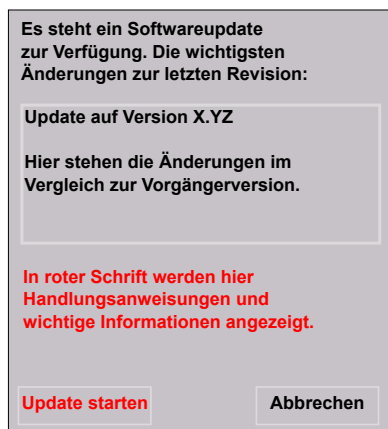 Es steht ein Softwareupdate
zur Verfügung. Die wichtigsten
Änderungen zur letzten Revision:
Update auf Version X.YZ
Hier stehen die Änderungen im
Vergleich zur Vorgängerversion.
In roter Schrift werden hier
Handlungsanweisungen und
wichtige Informationen angezeigt.
Update starten
Abbrechen